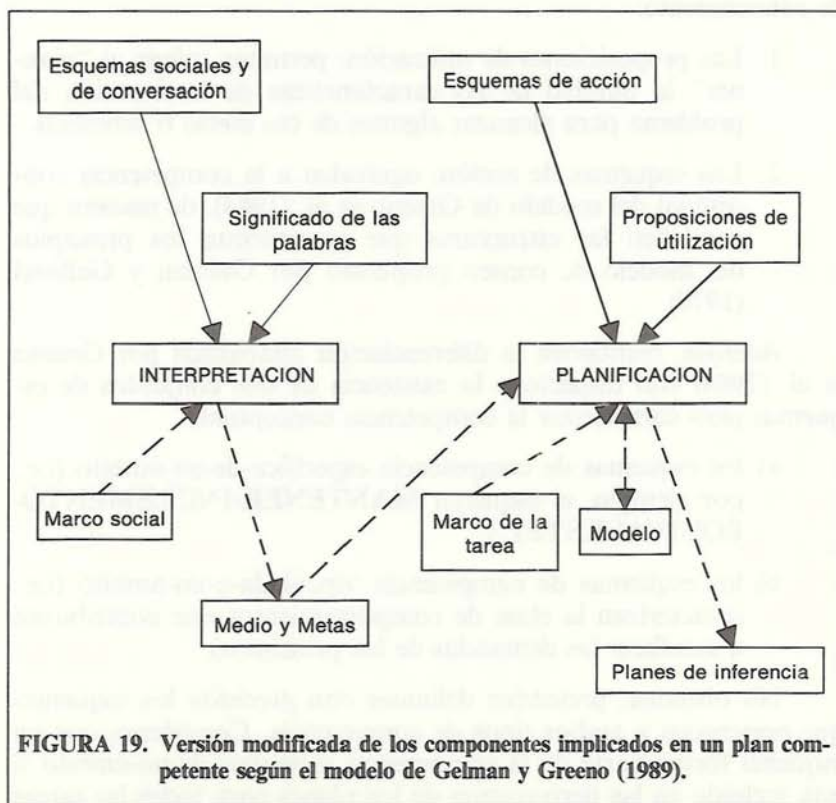 Esquemas sociales y
de conversación
Esquemas de acción
Significado de las
palabras
Proposiciones de
utilización
INTERPRETACION
PLANIFICACION
Marco social
Marco de la
tarea
Modelo
Medio y Metas
Planes de inferencia
FIGURA 19. Versión modificada de los componentes implicados en un plan com-
petente según el modelo de Gelman y Greeno (1989).